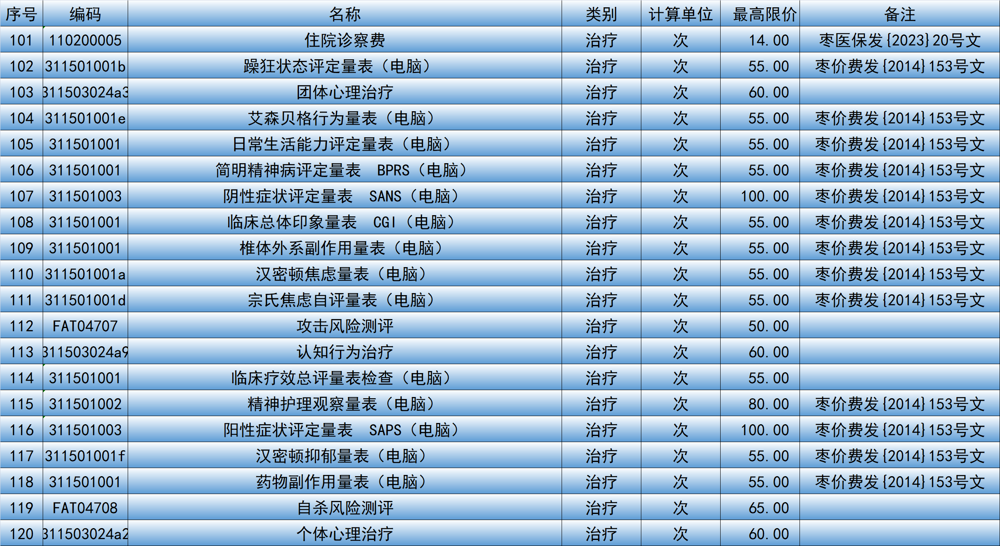 序号 编码 名称 类别 计算单位 最高限价 备注
101 110200005 住院诊察费 治疗 次 14.00 枣医保发{2023}20号文
102 311501001b 躁狂状态评定量表（电脑） 治疗 次 55.00 枣价费发{2014}153号文
103 311503024a3 团体心理治疗 治疗 次 60.00
104 311501001e 艾森贝格行为量表（电脑） 治疗 次 55.00 枣价费发{2014}153号文
105 311501001 日常生活能力评定量表（电脑） 治疗 次 55.00 枣价费发{2014}153号文
106 311501001 简明精神病评定量表　BPRS（电脑） 治疗 次 55.00 枣价费发{2014}153号文
107 311501003 阴性症状评定量表　SANS（电脑） 治疗 次 100.00 枣价费发{2014}153号文
108 311501001 临床总体印象量表　CGI（电脑） 治疗 次 55.00 枣价费发{2014}153号文
109 311501001 椎体外系副作用量表（电脑） 治疗 次 55.00 枣价费发{2014}153号文
110 311501001a 汉密顿焦虑量表（电脑） 治疗 次 55.00 枣价费发{2014}153号文
111 311501001d 宗氏焦虑自评量表（电脑） 治疗 次 55.00 枣价费发{2014}153号文
112 FAT04707 攻击风险测评 治疗 次 50.00
113 311503024a9 认知行为治疗 治疗 次 60.00
114 311501001 临床疗效总评量表检查（电脑） 治疗 次 55.00
115 311501002 精神护理观察量表（电脑） 治疗 次 80.00 枣价费发{2014}153号文
116 311501003 阳性症状评定量表　SAPS（电脑） 治疗 次 100.00 枣价费发{2014}153号文
117 311501001f 汉密顿抑郁量表（电脑） 治疗 次 55.00 枣价费发{2014}153号文
118 311501001 药物副作用量表（电脑） 治疗 次 55.00 枣价费发{2014}153号文
119 FAT04708 自杀风险测评 治疗 次 65.00
120 311503024a2 个体心理治疗 治疗 次 60.00